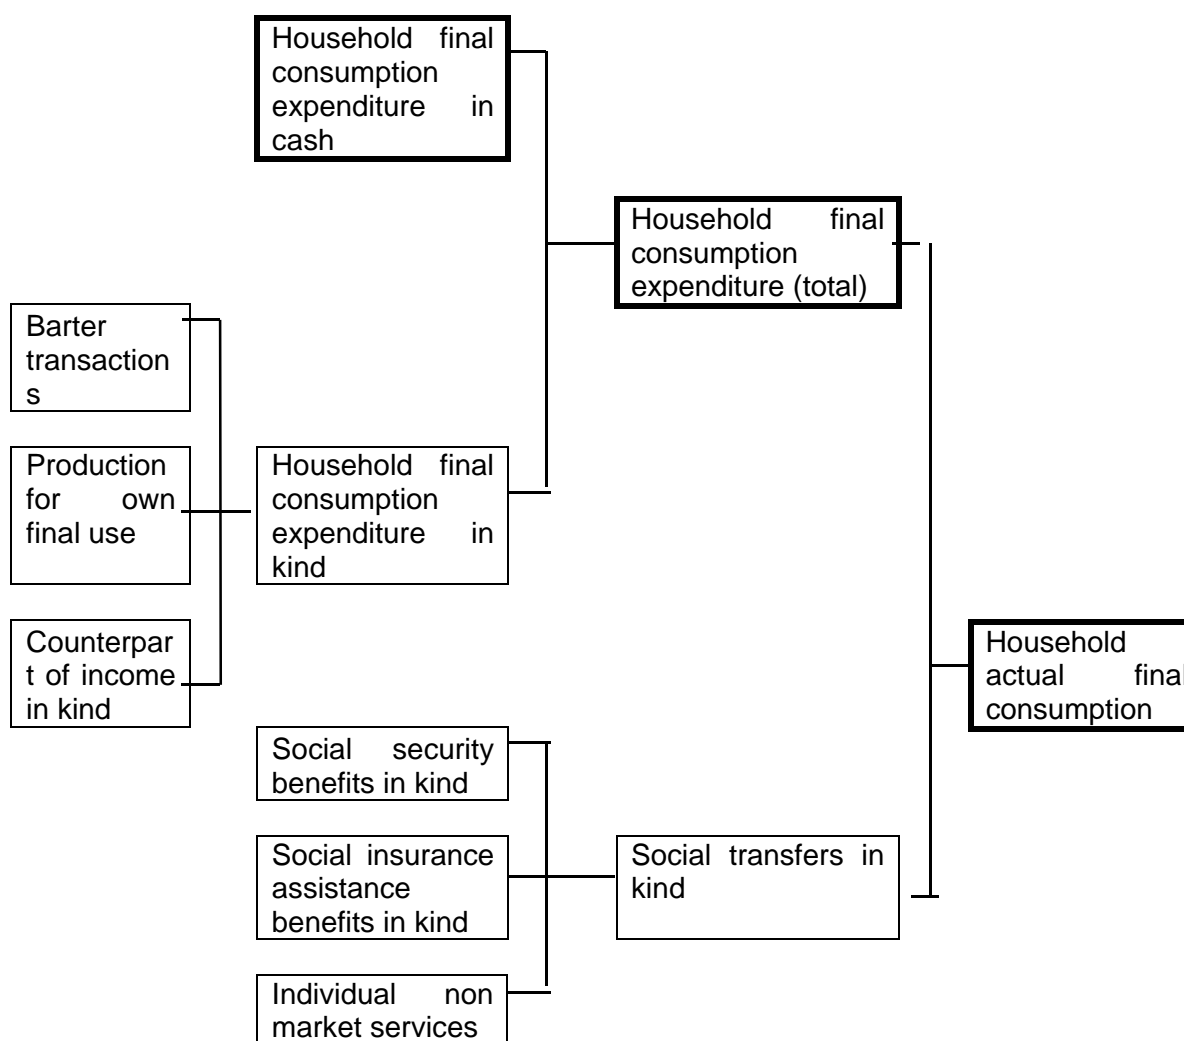 Household final
consumption
expenditure in
cash
Household final
consumption
expenditure (total)
Barter
transaction
s
Production
for own
final use
Household final
consumption
expenditure in
kind
Counterpar
t of income
in kind
Household
actual final
consumption
Social security
benefits in kind
Social insurance
assistance
benefits in kind
Social transfers in
kind
Individual non
market services